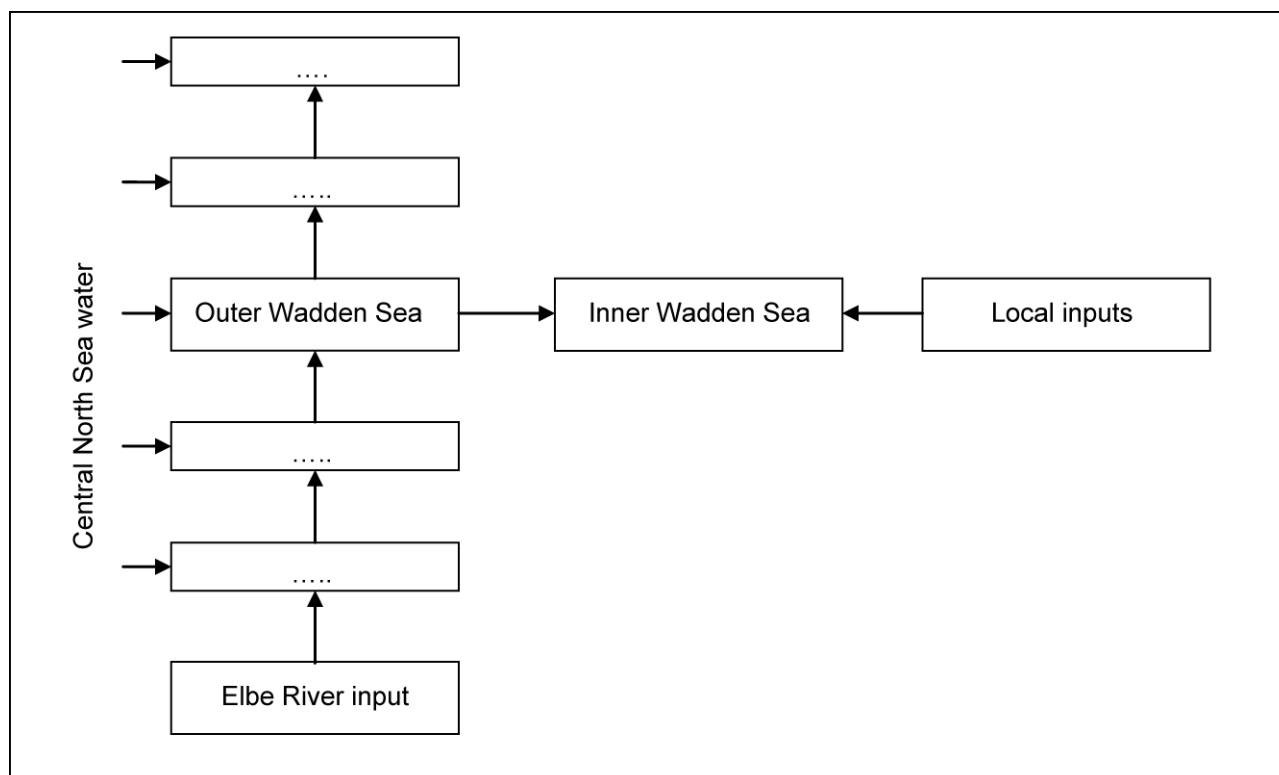 ....
.....
Outer Wadden Sea
Inner Wadden Sea
Local inputs
Central North Sea water
.....
.....
Elbe River input